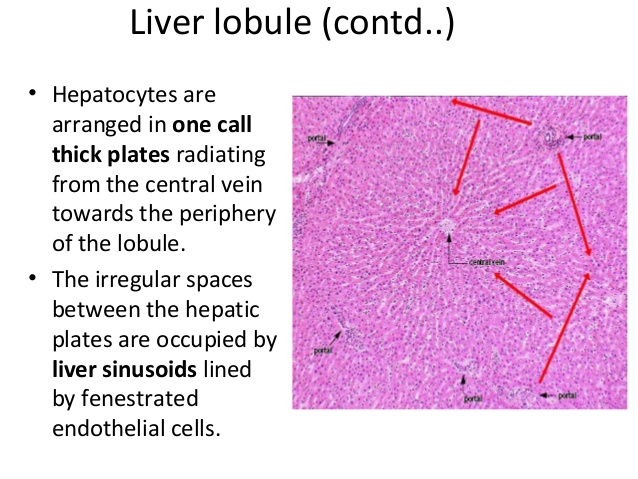 Liver lobule (contd..)
• Hepatocytes are
arranged in one call
thick plates radiating
from the central vein
towards the periphery
of the lobule.
• The irregular spaces
between the hepatic
plates are occupied by
liver sinusoids lined
by fenestrated
endothelial cells.
portal
portal
central vein
portal
portal
portal